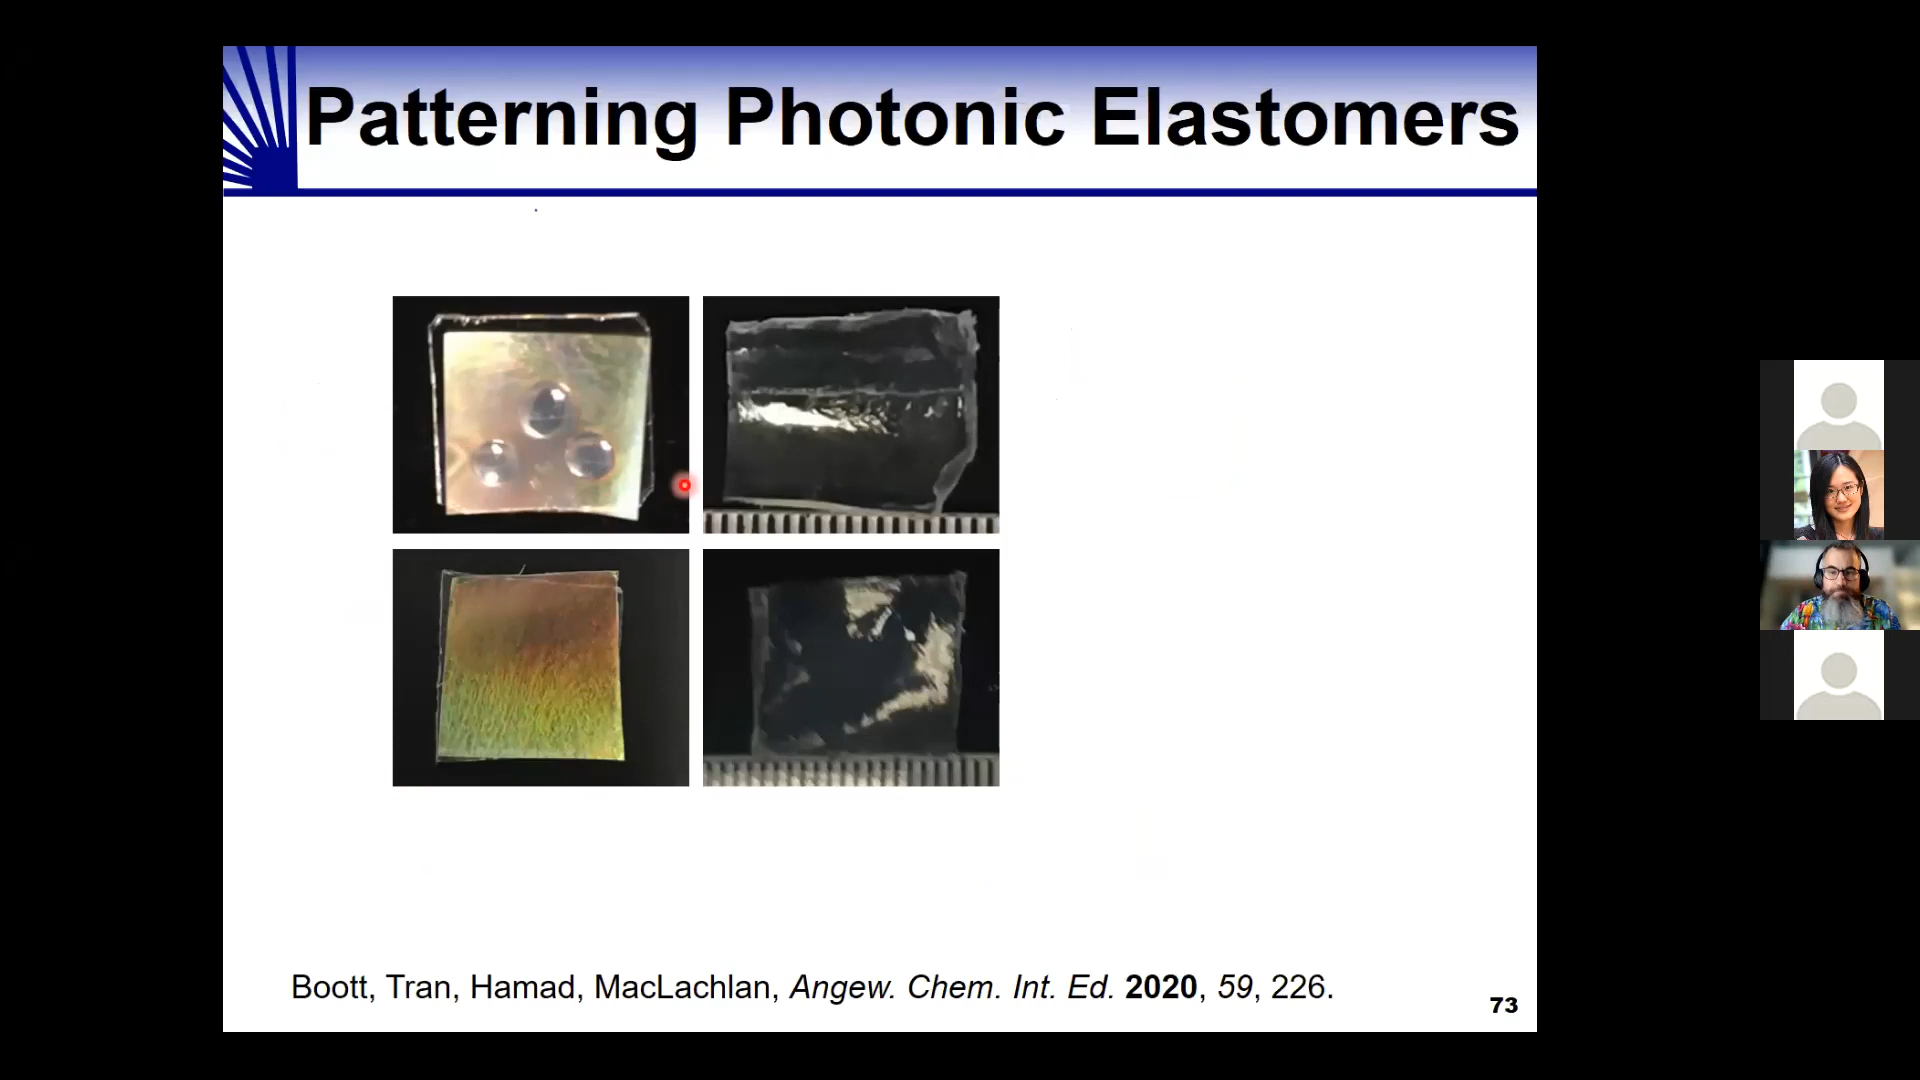 Patterning Photonic Elastomers
Boott, Tran, Hamad, MacLachlan, Angew. Chem. Int. Ed. 2020, 59, 226.
73